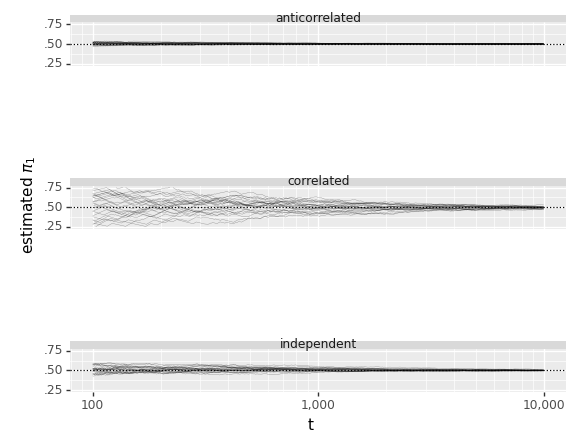 anticorrelated
.75
.50
.25
correlated
.75
.50
.25
independent
.75
.50
.25
100 1,000 10,000
t
estimated π₁